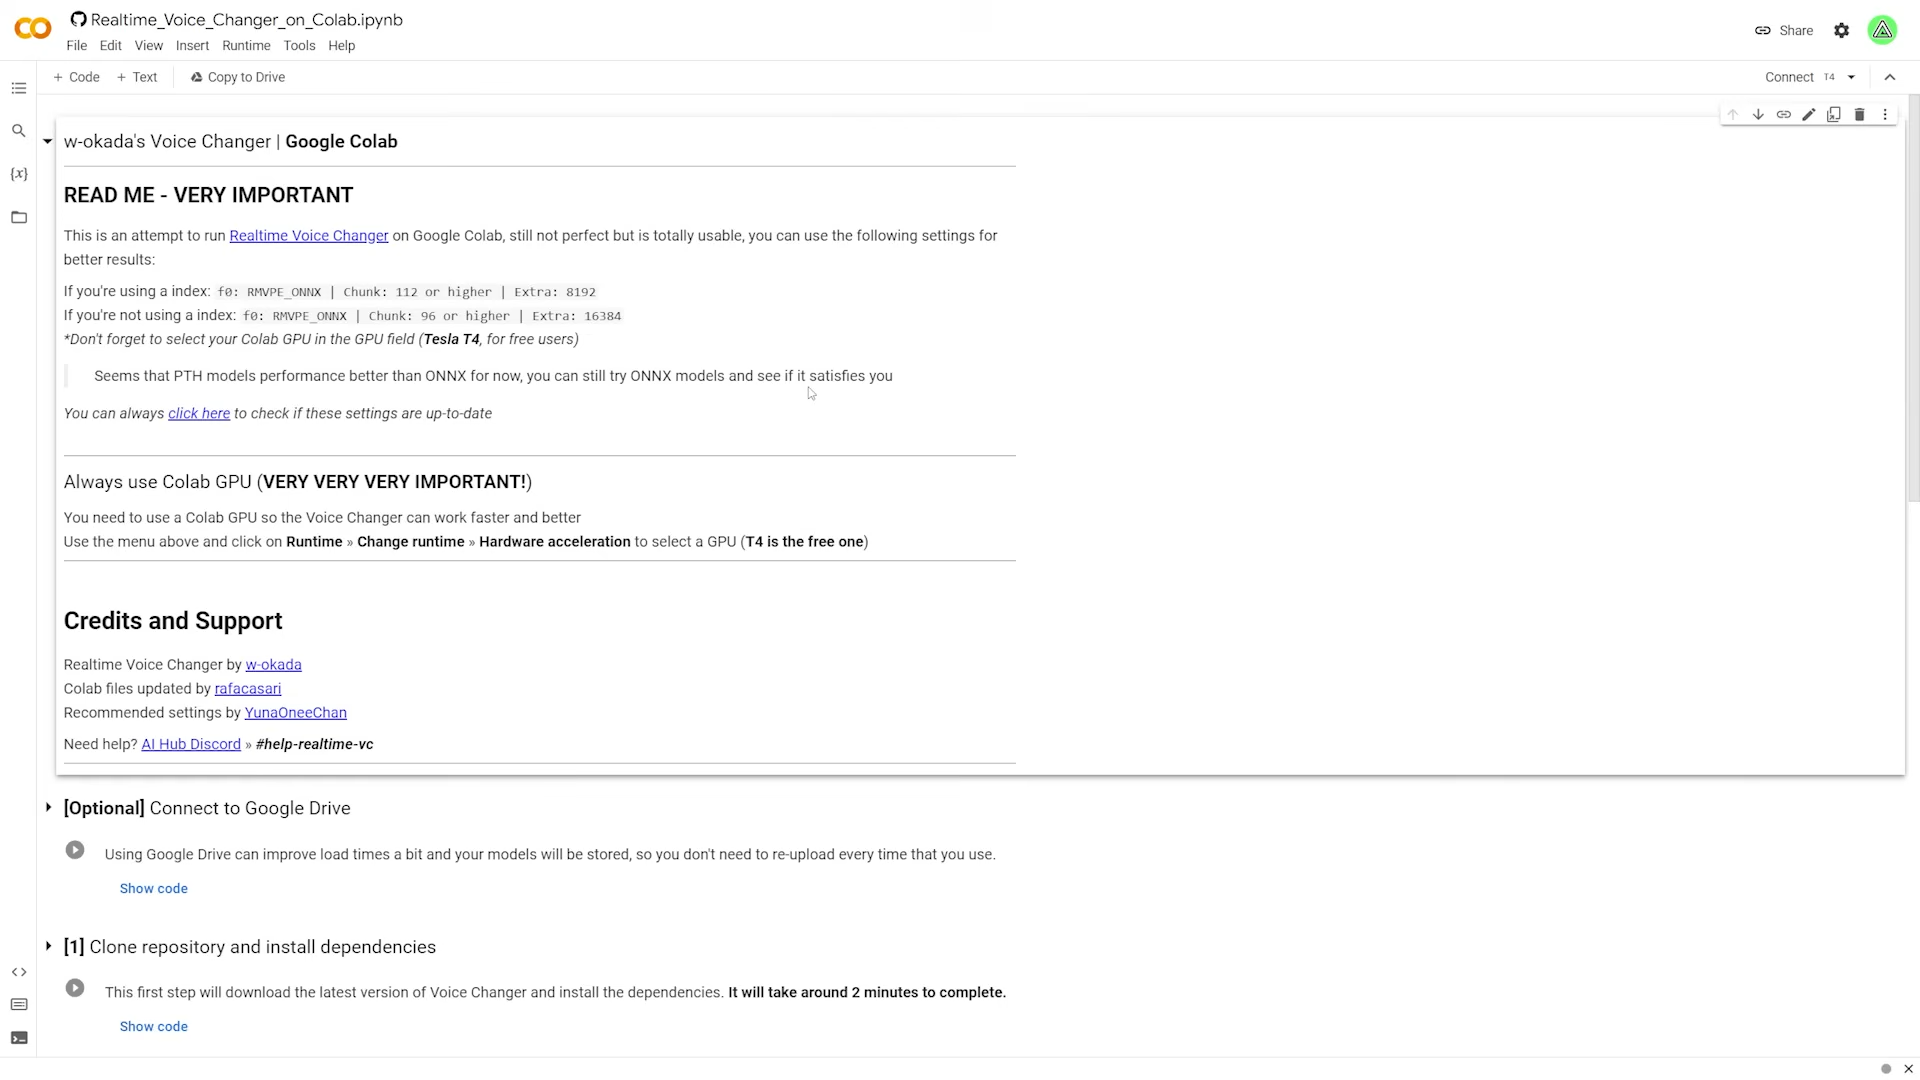 Realtime_Voice_Changer_on_Colab.ipynb
File Edit View Insert Runtime Tools Help
Share
+ Code + Text Copy to Drive
Connect T4
w-okada's Voice Changer | Google Colab
READ ME - VERY IMPORTANT
This is an attempt to run Realtime Voice Changer on Google Colab, still not perfect but is totally usable, you can use the following settings for
better results:
If you're using a index: f0: RMVPE_ONNX | Chunk: 112 or higher | Extra: 8192
If you're not using a index: f0: RMVPE_ONNX | Chunk: 96 or higher | Extra: 16384
*Don't forget to select your Colab GPU in the GPU field (Tesla T4, for free users)
Seems that PTH models performance better than ONNX for now, you can still try ONNX models and see if it satisfies you
You can always click here to check if these settings are up-to-date
Always use Colab GPU (VERY VERY VERY IMPORTANT!)
You need to use a Colab GPU so the Voice Changer can work faster and better
Use the menu above and click on Runtime » Change runtime » Hardware acceleration to select a GPU (T4 is the free one)
Credits and Support
Realtime Voice Changer by w-okada
Colab files updated by rafacasari
Recommended settings by YunaOneeChan
Need help? AI Hub Discord » #help-realtime-vc
[Optional] Connect to Google Drive
Using Google Drive can improve load times a bit and your models will be stored, so you don't need to re-upload every time that you use.
Show code
[1] Clone repository and install dependencies
This first step will download the latest version of Voice Changer and install the dependencies. It will take around 2 minutes to complete.
Show code